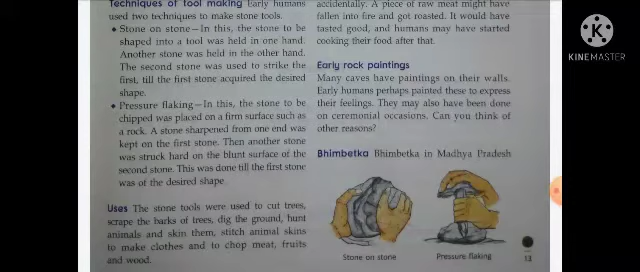 Techniques of tool making Early humans
used two techniques to make stone tools.
• Stone on stone—In this, the stone to be
shaped into a tool was held in one hand.
Another stone was held in the other hand.
The second stone was used to strike the
first, till the first stone acquired the desired
shape.
• Pressure flaking—In this, the stone to be
chipped was placed on a firm surface such as
a rock. A stone sharpened from one end was
kept on the first stone. Then another stone
was struck hard on the blunt surface of the
second stone. This was done till the first stone
was of the desired shape.
Uses The stone tools were used to cut trees,
scrape the barks of trees, dig the ground, hunt
animals and skin them, stitch animal skins
to make clothes and to chop meat, fruits
and wood.
accidentally. A piece of raw meat might have
fallen into fire and got roasted. It would have
tasted good, and humans may have started
cooking their food after that.
Early rock paintings
Many caves have paintings on their walls.
Early humans perhaps painted these to express
their feelings. They may also have been done
on ceremonial occasions. Can you think of
other reasons?
Bhimbetka Bhimbetka in Madhya Pradesh
Stone on stone
Pressure flaking
13
K
KINEMASTER